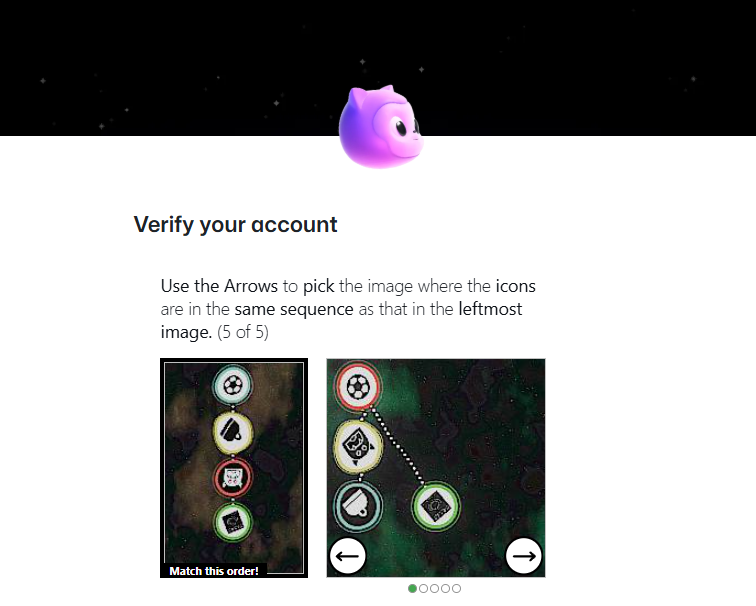 Verify your account
Use the Arrows to pick the image where the icons
are in the same sequence as that in the leftmost
image. (5 of 5)
Match this order!